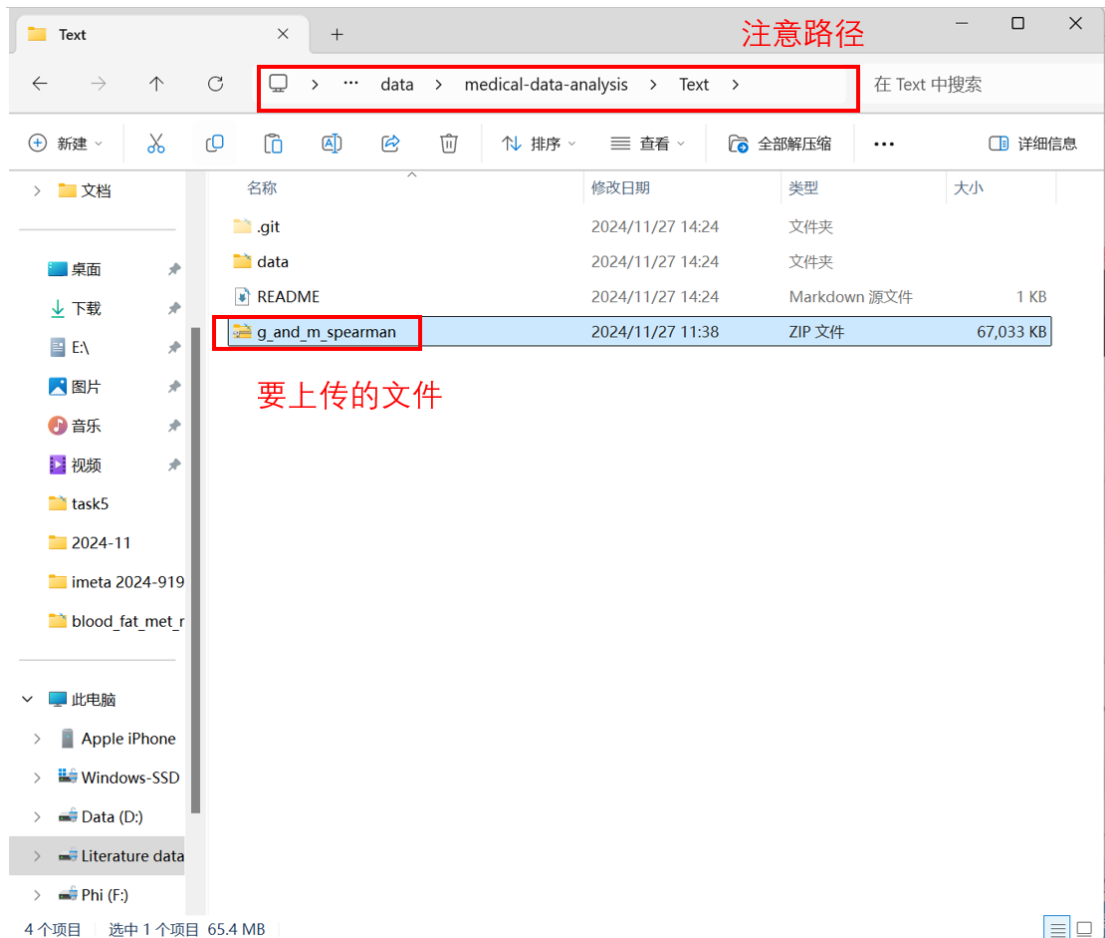 Text
注意路径
data
medical-data-analysis
Text
在 Text 中搜索
新建
排序
查看
全部解压缩
详细信息
名称
修改日期
类型
大小
.git
2024/11/27 14:24
文件夹
data
2024/11/27 14:24
文件夹
README
2024/11/27 14:24
Markdown 源文件
1 KB
g_and_m_spearman
2024/11/27 11:38
ZIP 文件
67,033 KB
要上传的文件
文档
桌面
下载
E:\
图片
音乐
视频
task5
2024-11
imeta 2024-919
blood_fat_met_r
此电脑
Apple iPhone
Windows-SSD
Data (D:)
Literature data
Phi (F:)
4 个项目
选中 1 个项目
65.4 MB